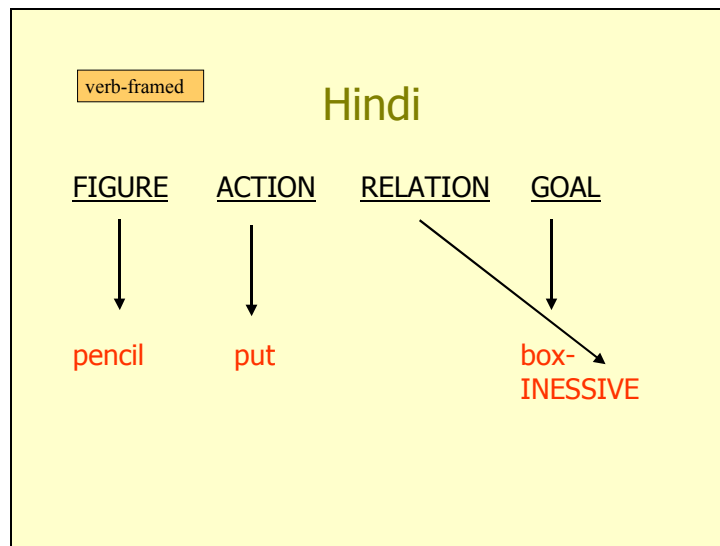 verb-framed
Hindi
FIGURE ACTION RELATION GOAL
pencil put box-
INESSIVE